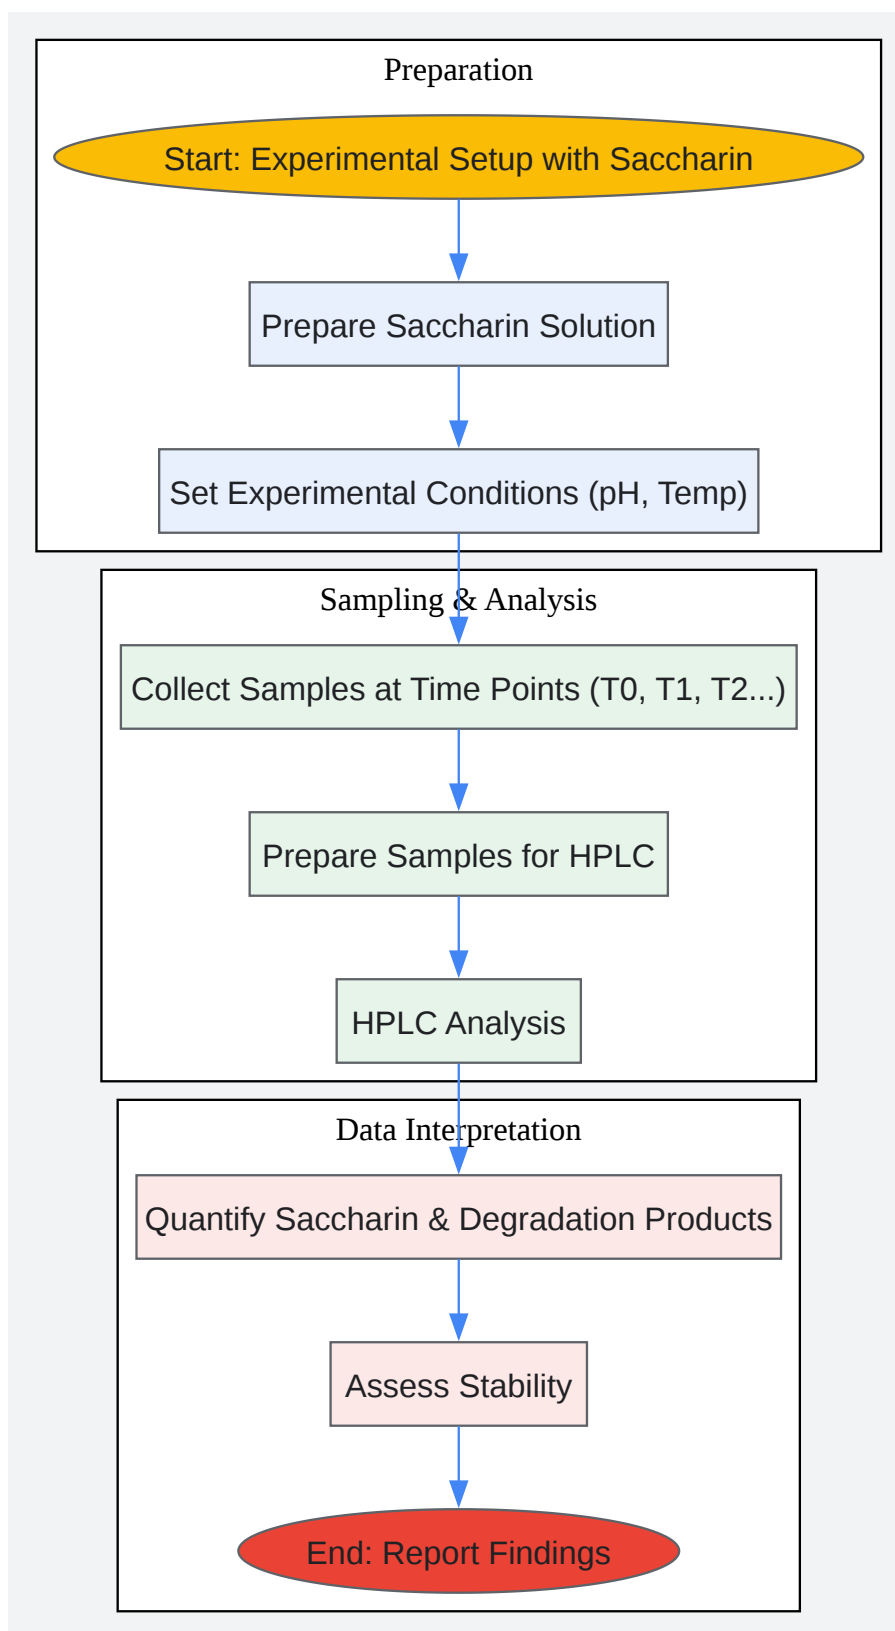 Preparation
Start: Experimental Setup with Saccharin
Prepare Saccharin Solution
Set Experimental Conditions (pH, Temp)
Sampling & Analysis
Collect Samples at Time Points (T0, T1, T2...)
Prepare Samples for HPLC
HPLC Analysis
Data Interpretation
Quantify Saccharin & Degradation Products
Assess Stability
End: Report Findings